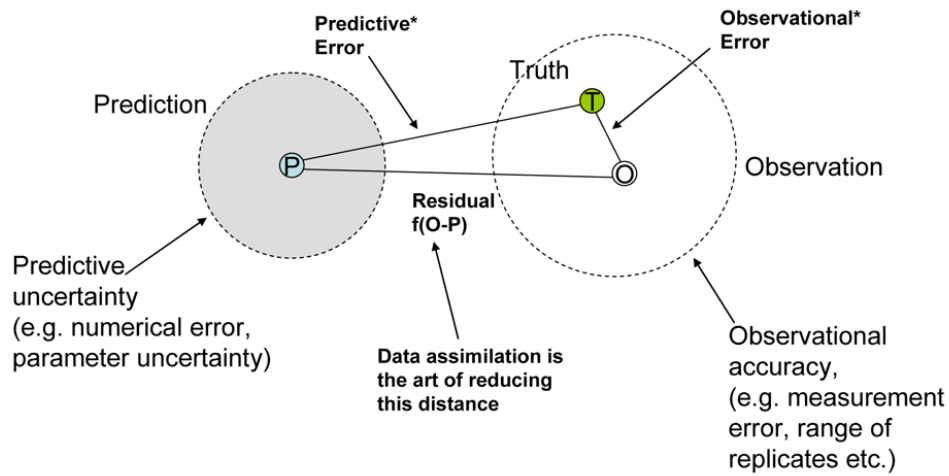 Predictive*
Error
Observational*
Error
Truth
T
Prediction
P
O
Observation
Residual
f(O-P)
Predictive
uncertainty
(e.g. numerical error,
parameter uncertainty)
Data assimilation is
the art of reducing
this distance
Observational
accuracy,
(e.g. measurement
error, range of
replicates etc.)